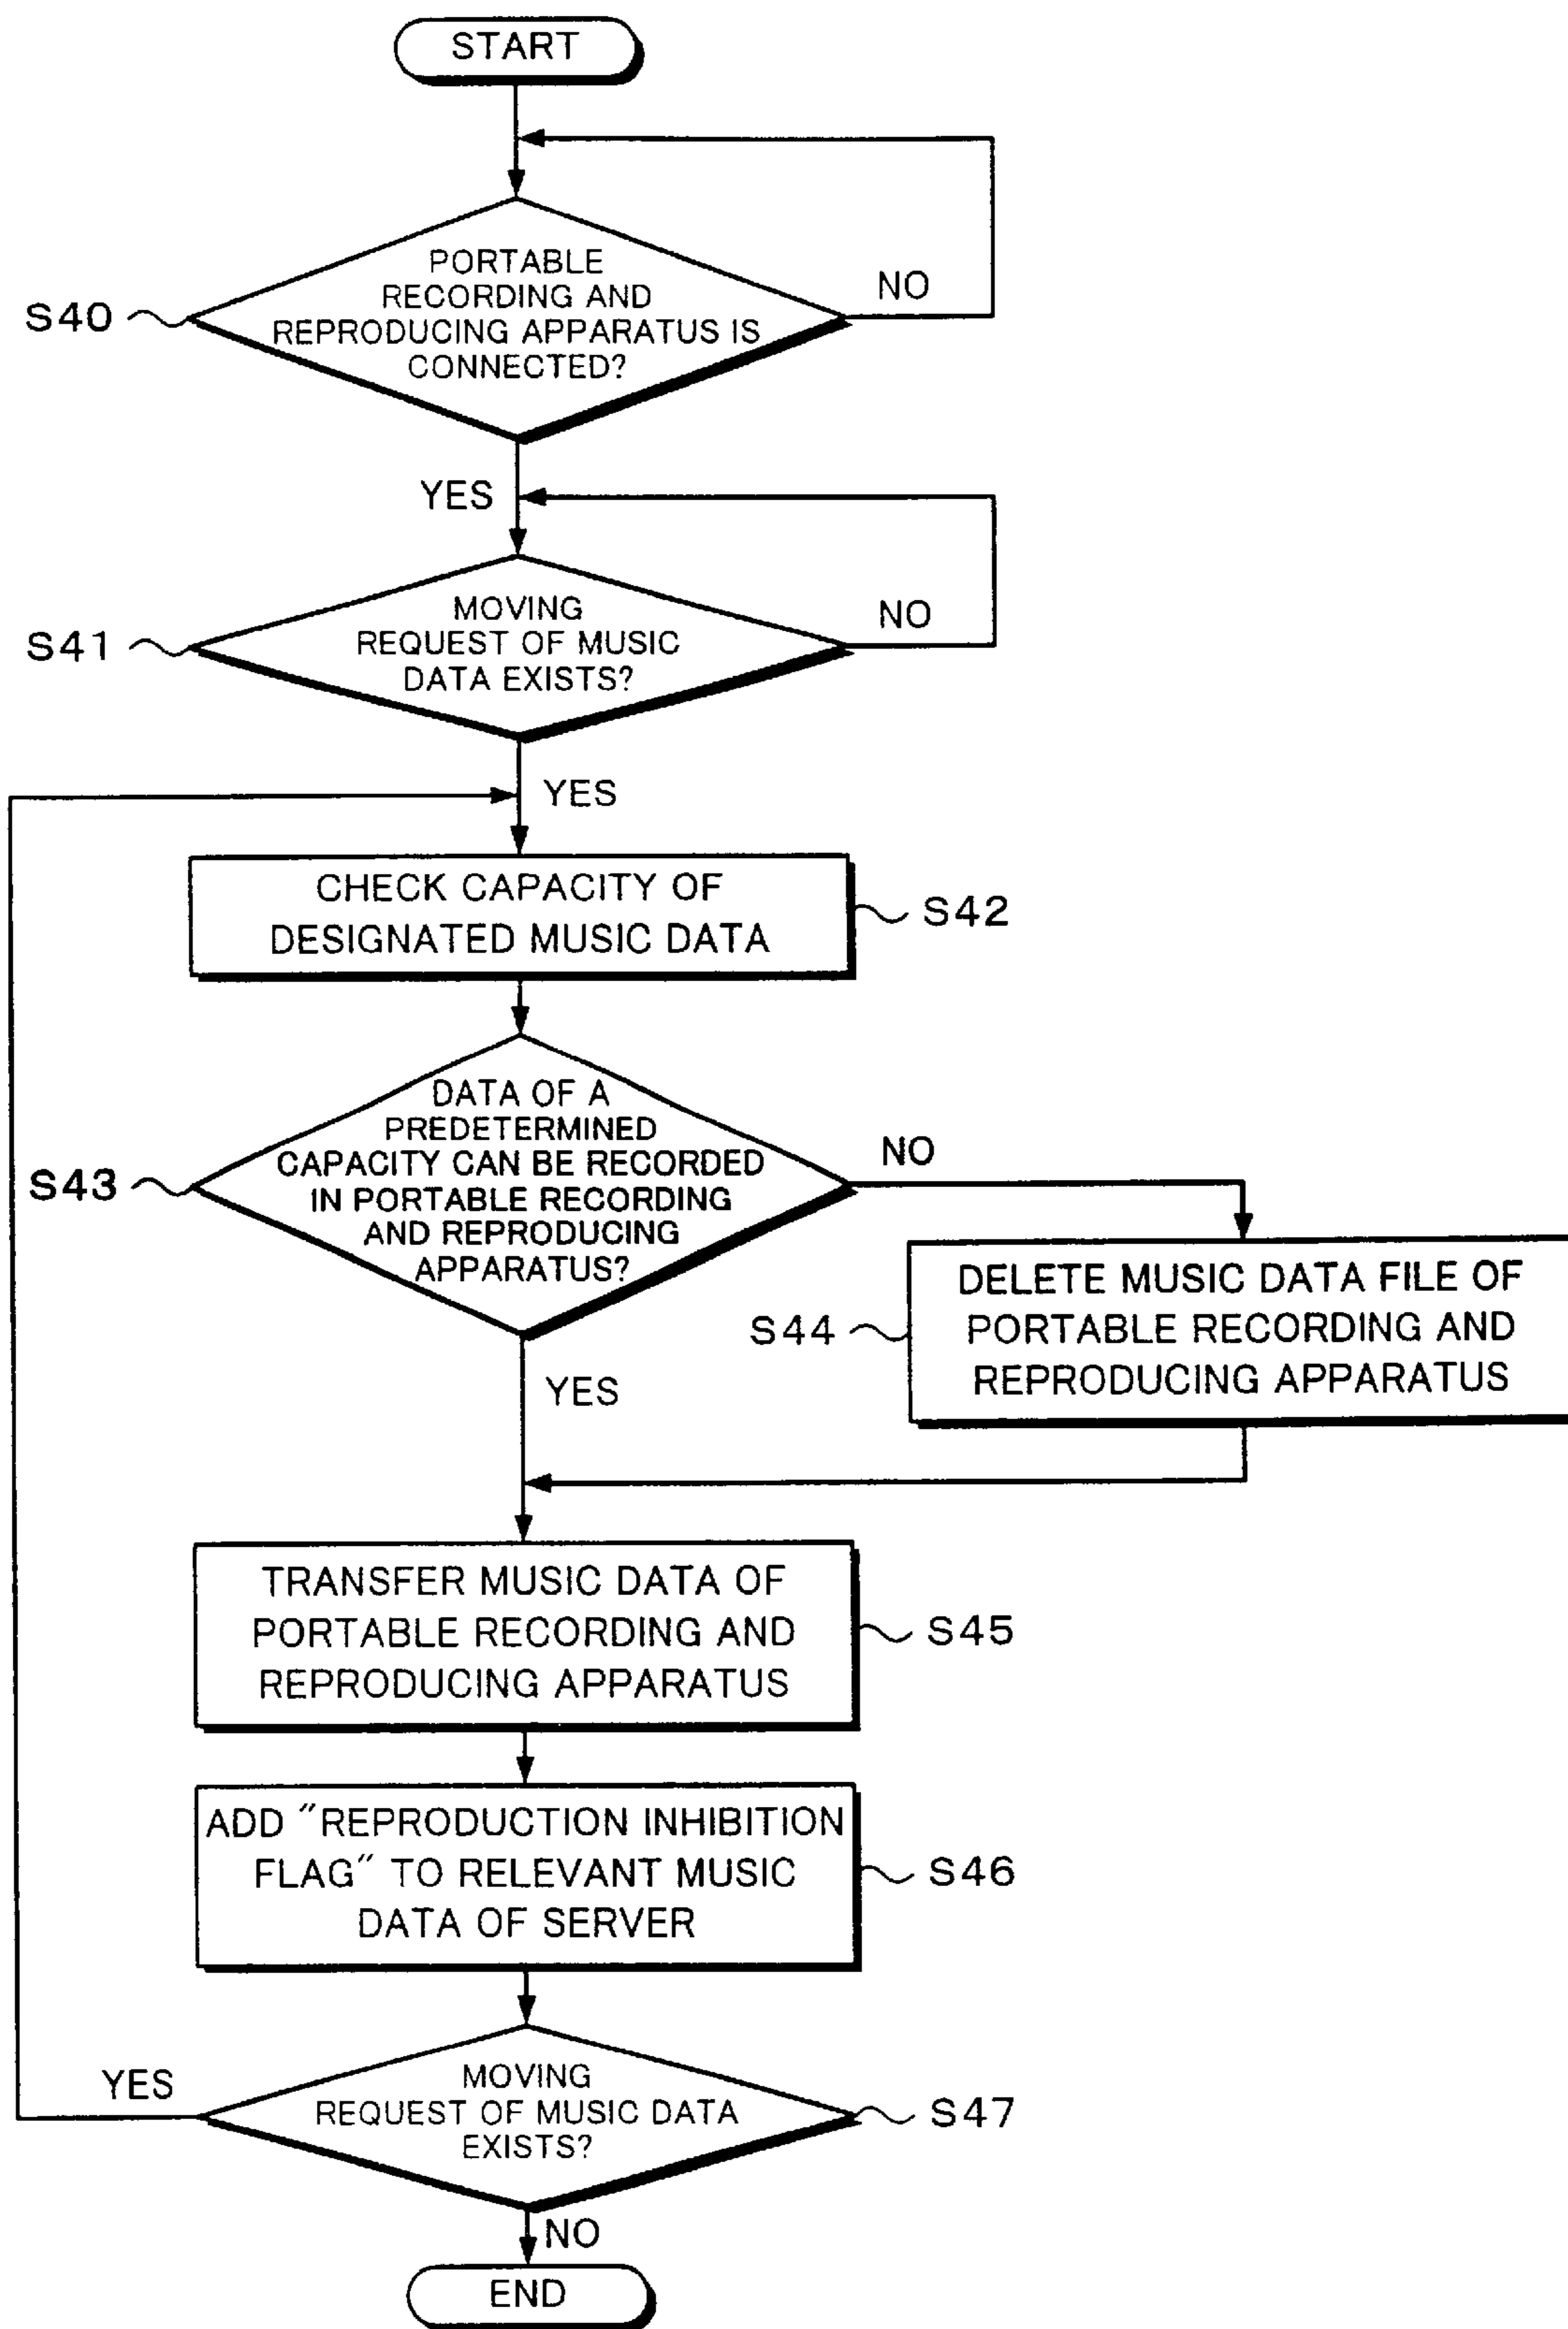 START
PORTABLE
RECORDING AND
REPRODUCING APPARATUS IS
CONNECTED?
NO
S40
YES
MOVING
REQUEST OF MUSIC
DATA EXISTS?
NO
S41
YES
CHECK CAPACITY OF
DESIGNATED MUSIC DATA
S42
DATA OF A
PREDETERMINED
CAPACITY CAN BE RECORDED
IN PORTABLE RECORDING
AND REPRODUCING
APPARATUS?
NO
S43
DELETE MUSIC DATA FILE OF
PORTABLE RECORDING AND
REPRODUCING APPARATUS
S44
YES
TRANSFER MUSIC DATA OF
PORTABLE RECORDING AND
REPRODUCING APPARATUS
S45
ADD "REPRODUCTION INHIBITION
FLAG" TO RELEVANT MUSIC
DATA OF SERVER
S46
YES
MOVING
REQUEST OF MUSIC DATA
EXISTS?
S47
NO
END